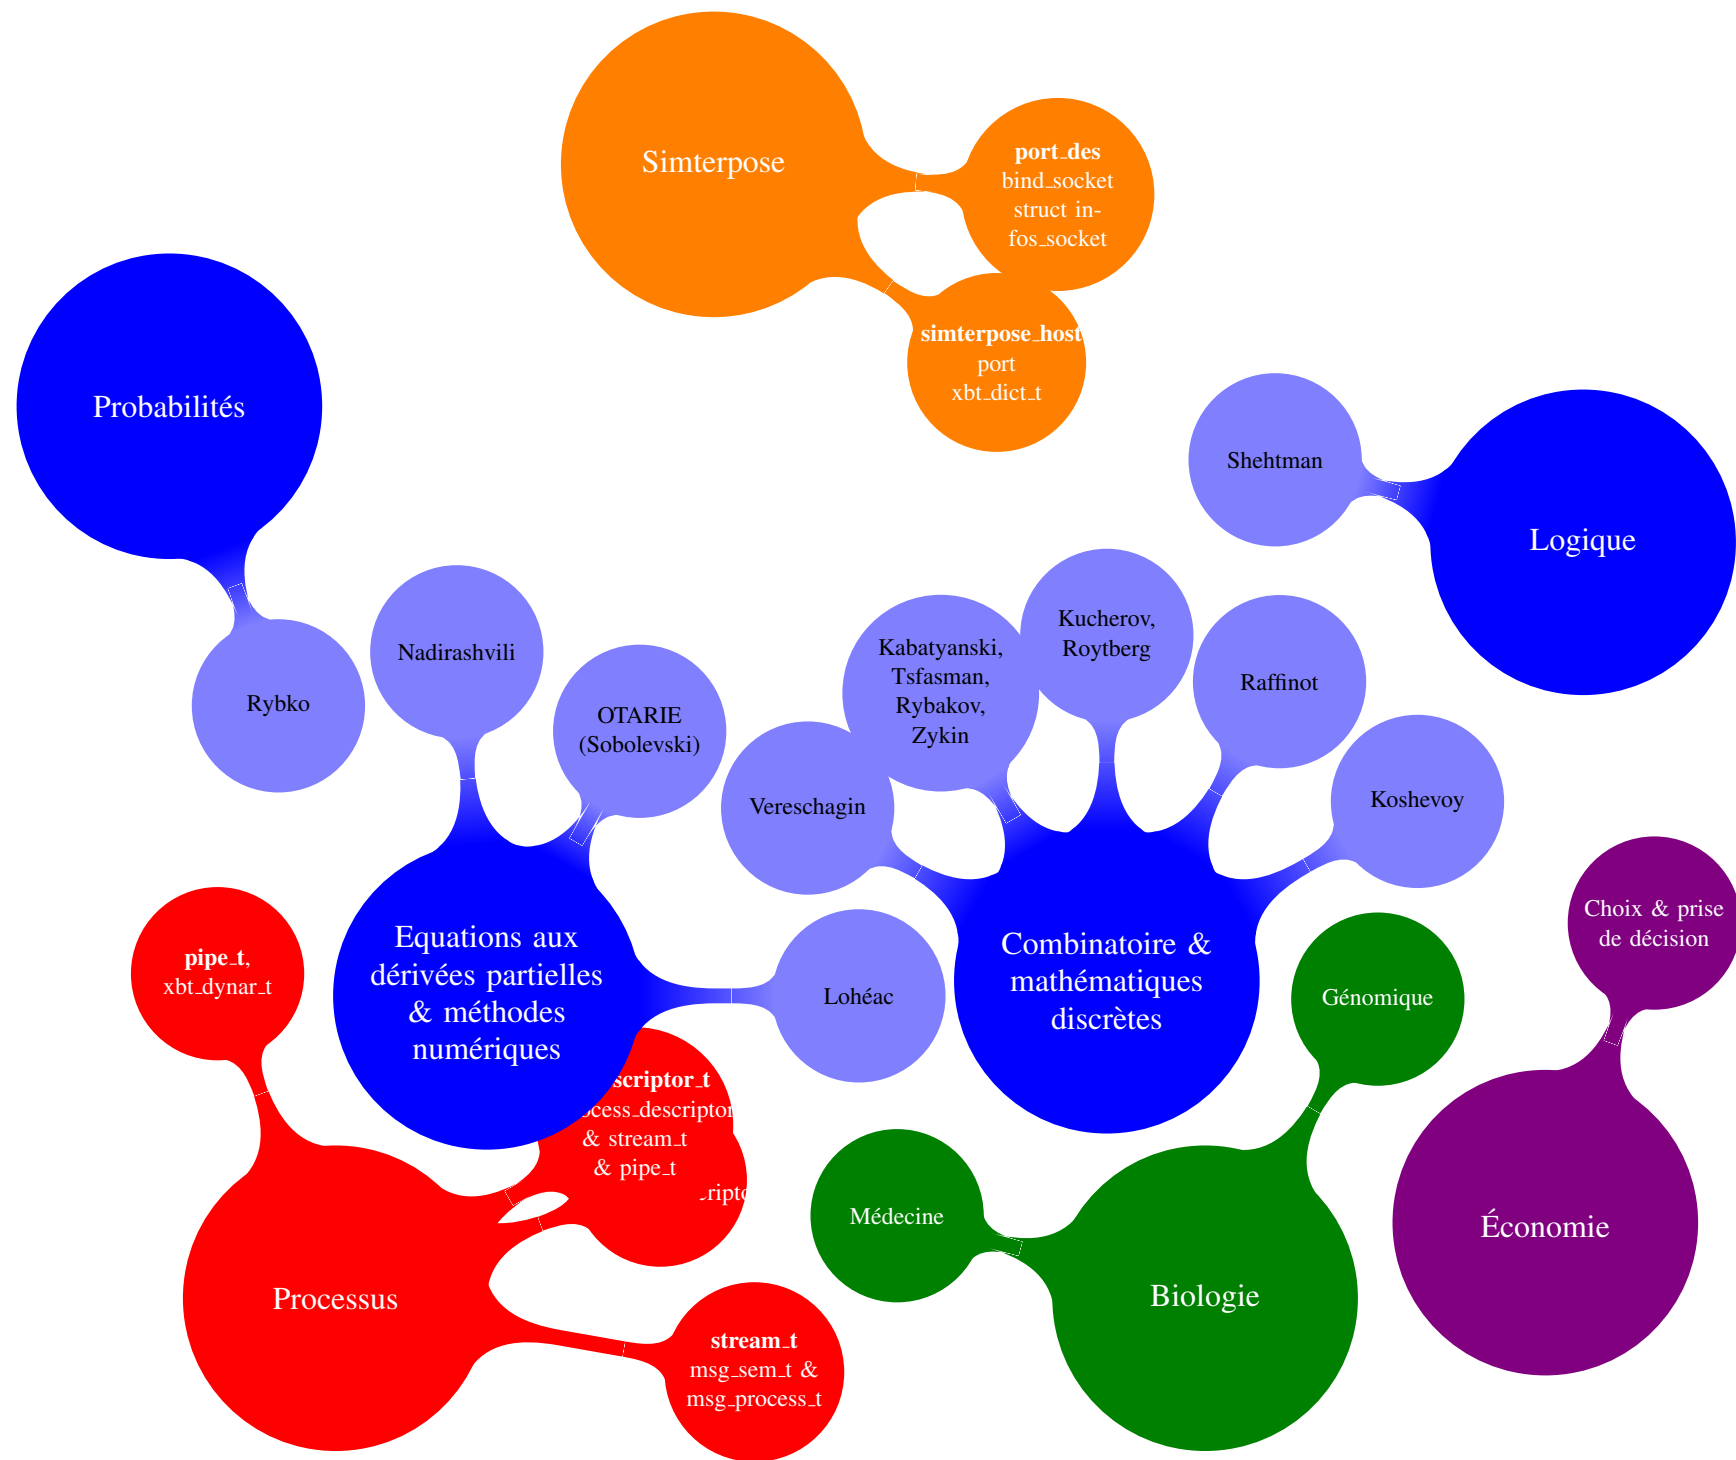 Simterpose
port_des
bind_socket
struct in-
fos_socket
simterpose_host
port
xbt_dict_t
Probabilités
Rybko
Shehtman
Logique
Nadirashvili
OTARIE
(Sobolevski)
Equations aux
dérivées partielles
& méthodes
numériques
Lohéac
Vereschagin
Kabatyanski,
Tsfasman,
Rybakov,
Zykin
Kucherov,
Roytberg
Raffinot
Koshevoy
Combinatoire &
mathématiques
discrètes
Choix & prise
de décision
Économie
Génomique
Médecine
Biologie
pipe_t,
xbt_dynar_t
scriptor_t
ocess_descriptor
& stream_t
& pipe_t
Processus
stream_t
msg_sem_t &
msg_process_t